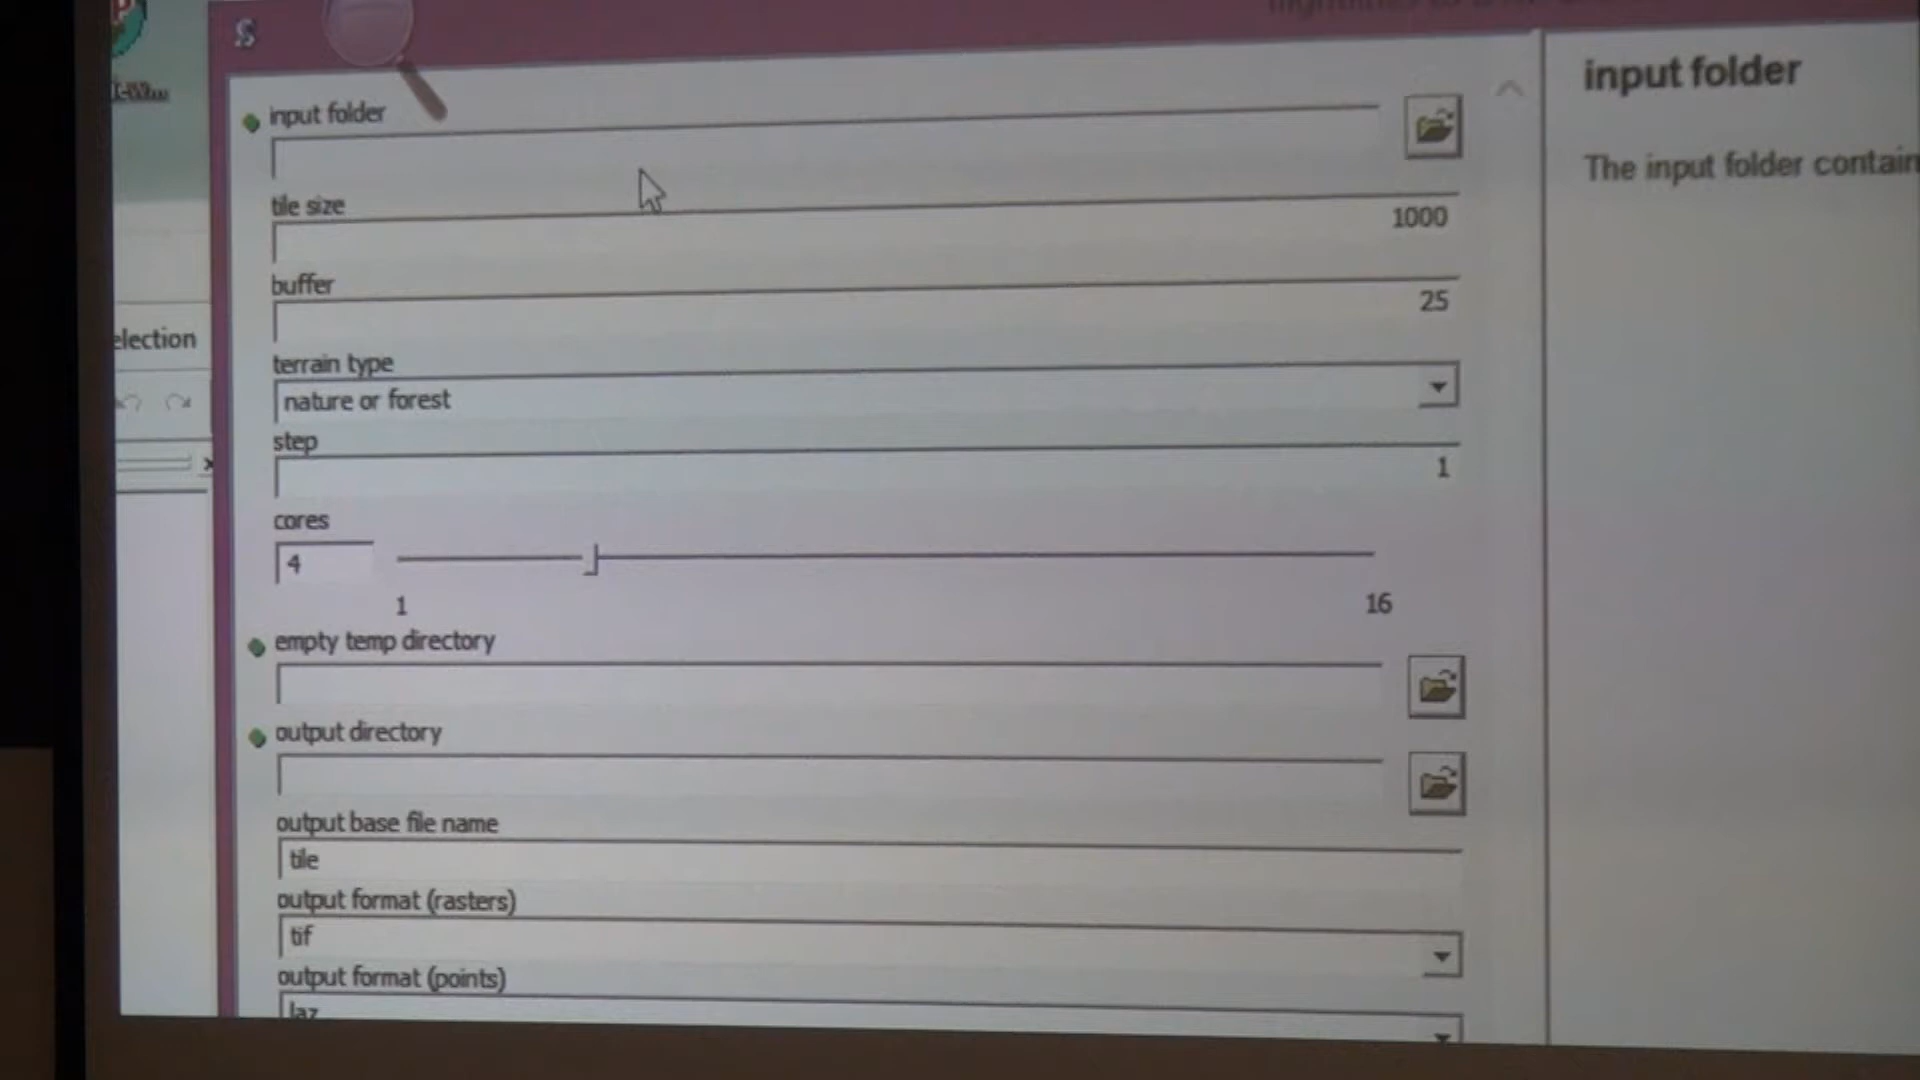 input folder
tile size
1000
buffer
25
terrain type
nature or forest
step
1
cores
4
1
16
empty temp directory
output directory
output base file name
tile
output format (rasters)
tif
output format (points)
laz
input folder
The input folder contain
election